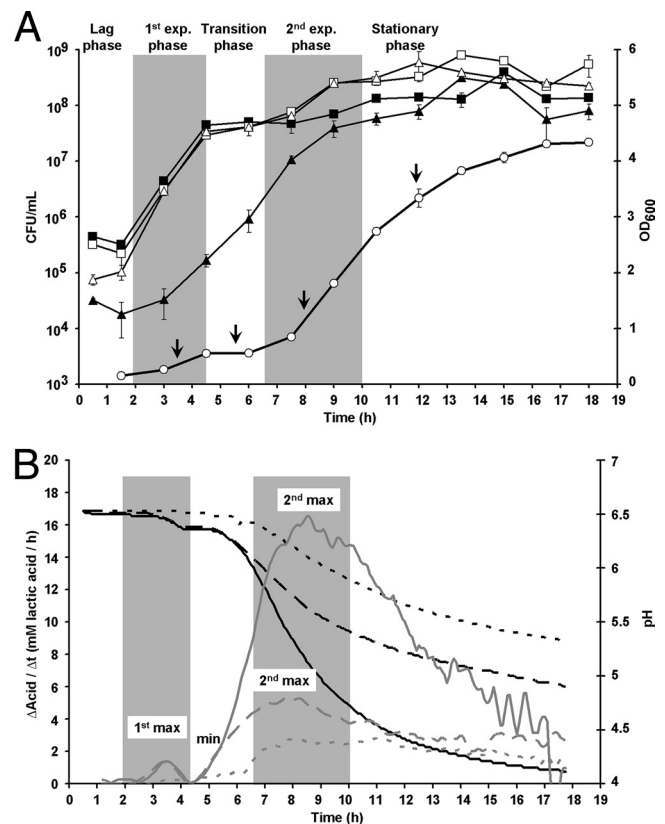 A
Lag phase
1st exp. phase
Transition phase
2nd exp. phase
Stationary phase
10⁹
10⁸
10⁷
10⁶
10⁵
10⁴
10³
CFU/mL
6
5
4
3
2
1
0
OD600
0 1 2 3 4 5 6 7 8 9 10 11 12 13 14 15 16 17 18 19
Time (h)
B
20
18
16
14
12
10
8
6
4
2
0
ΔAcid / Δt (mM lactic acid / h)
2nd max
2nd max
1st max
min
7
6,5
6
5,5
5
4,5
4
pH
0 1 2 3 4 5 6 7 8 9 10 11 12 13 14 15 16 17 18 19
Time (h)